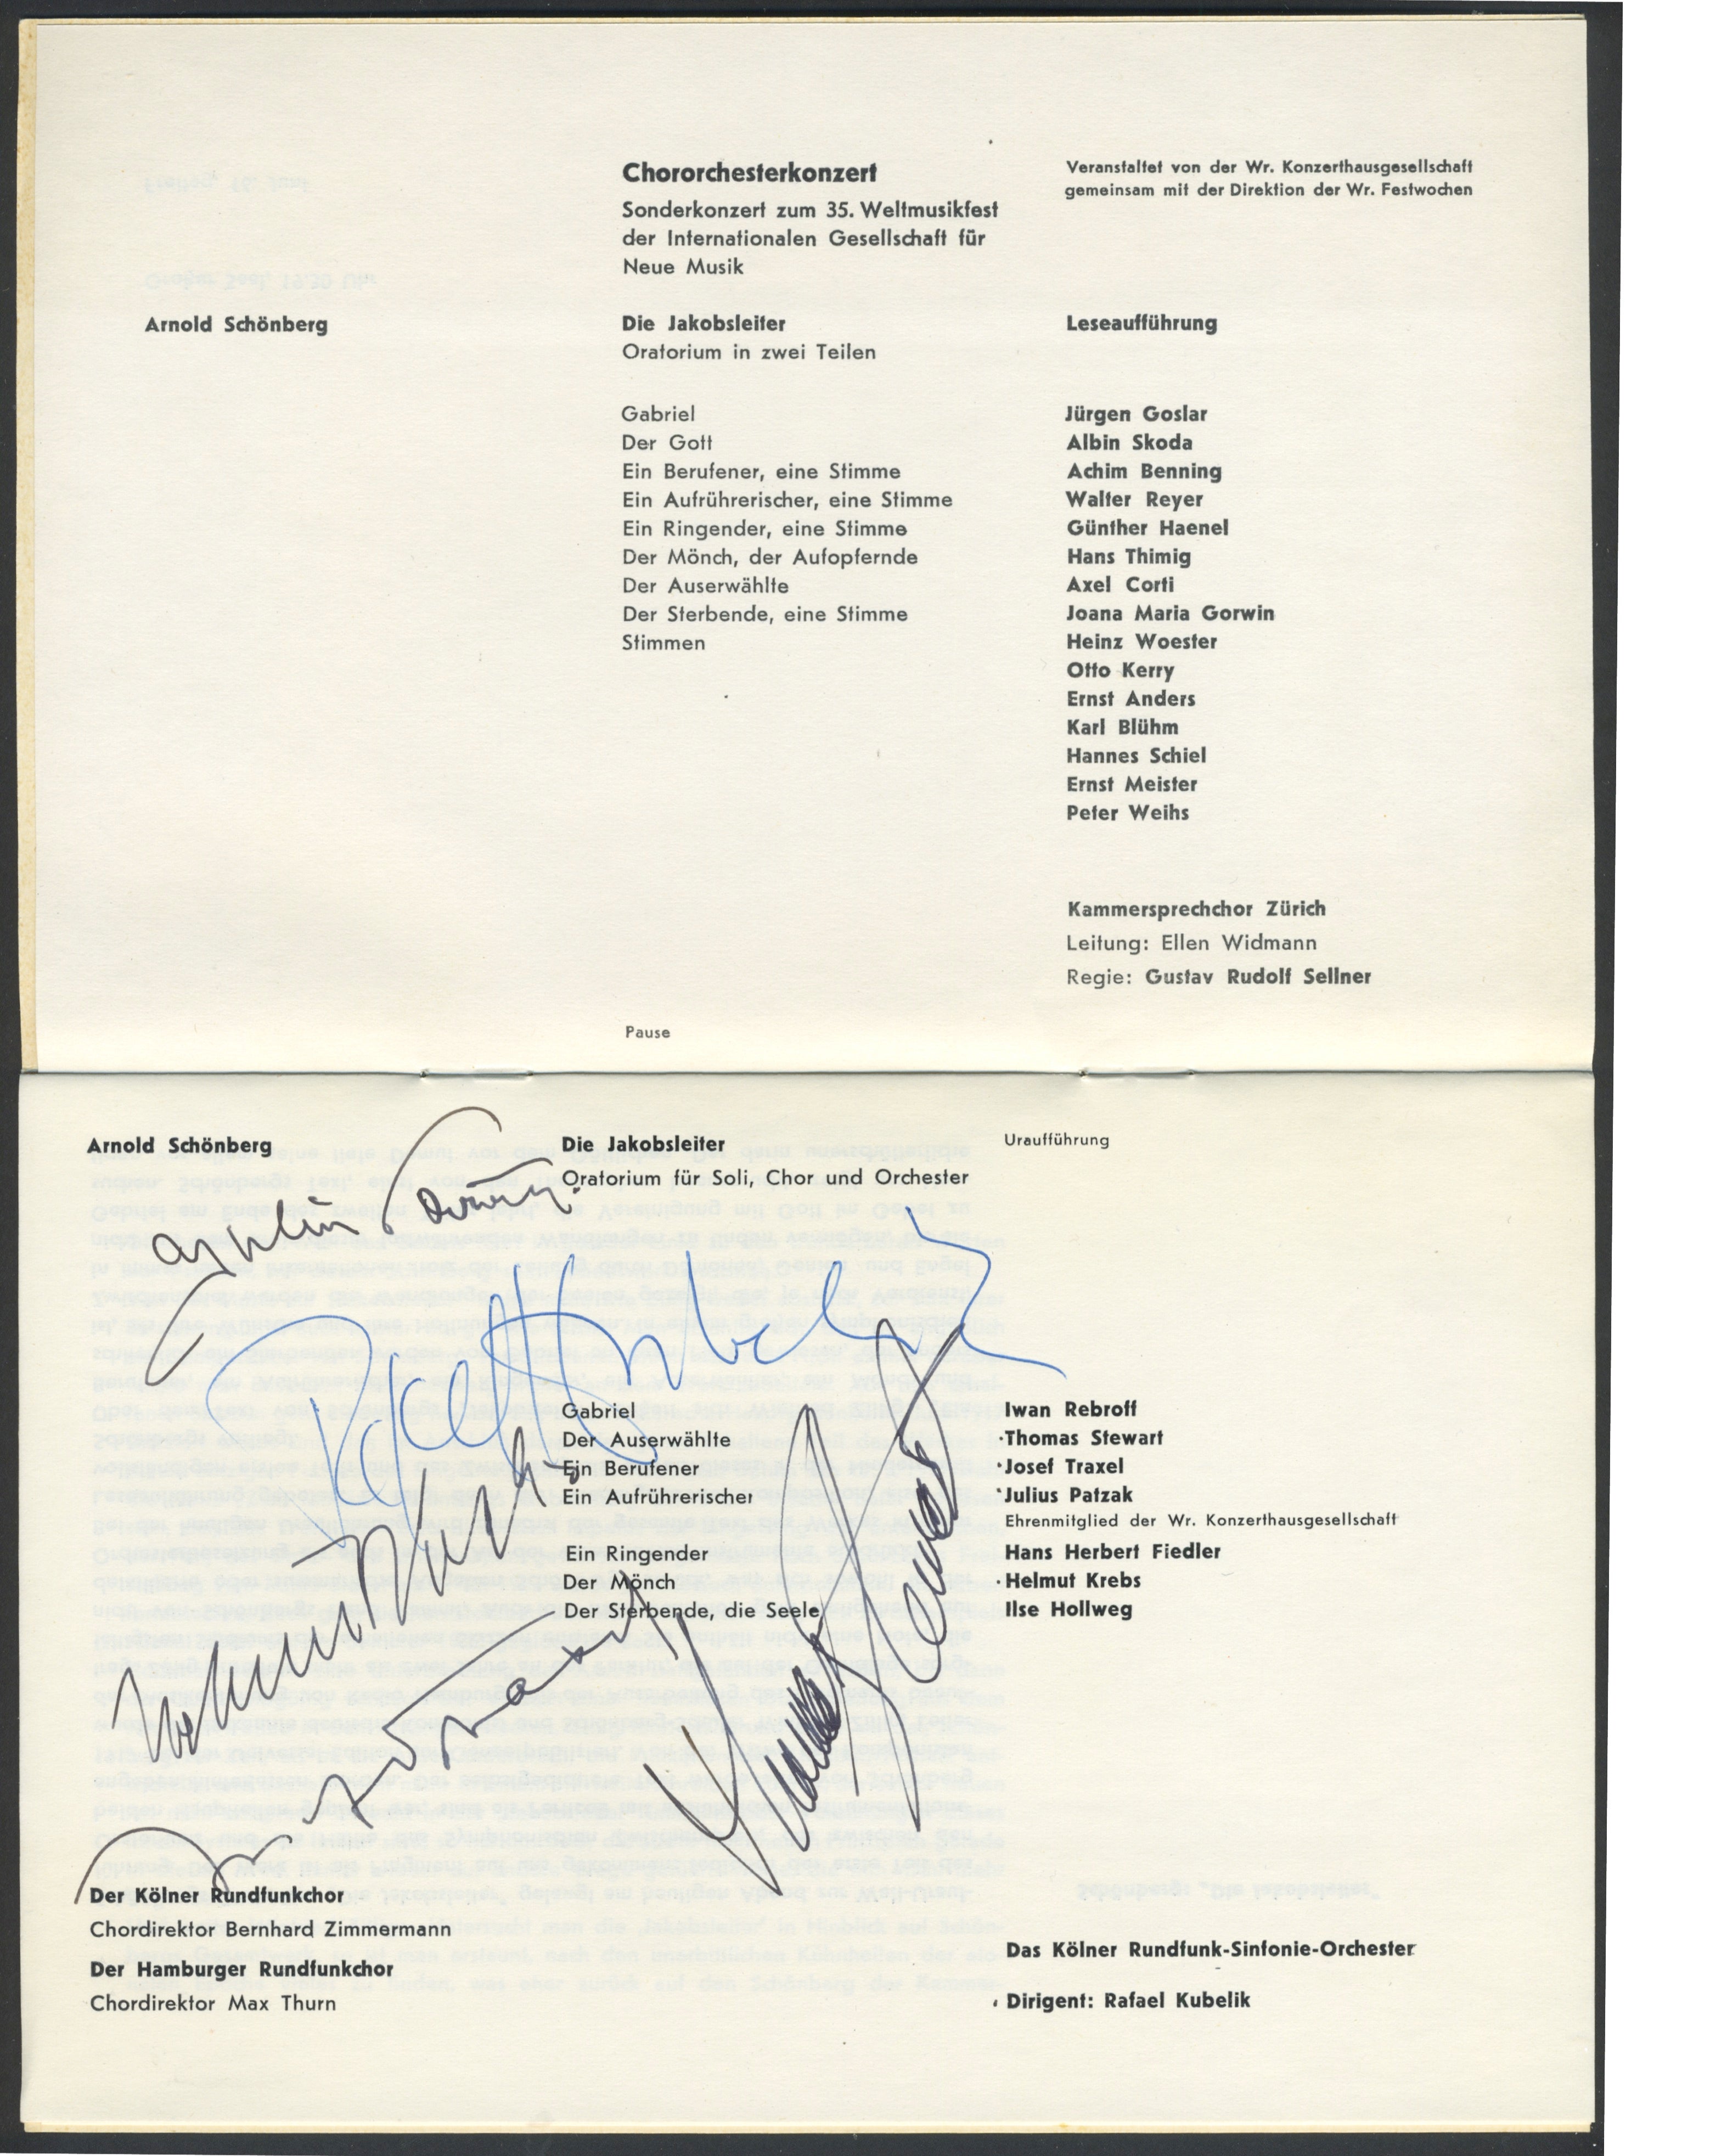 Chororchesterkonzert
Veranstaltet von der Wr. Konzerthausgesellschaft
gemeinsam mit der Direktion der Wr. Festwochen
Sonderkonzert zum 35. Weltmusikfest
der Internationalen Gesellschaft für
Neue Musik
Arnold Schönberg Die Jakobsleiter Leseaufführung
Oratorium in zwei Teilen
Gabriel Jürgen Goslar
Der Gott Albin Skoda
Ein Berufener, eine Stimme Achim Benning
Ein Aufrührerischer, eine Stimme Walter Reyer
Ein Ringender, eine Stimme Günther Haenel
Der Mönch, der Aufopfernde Hans Thimig
Der Auserwählte Axel Corti
Der Sterbende, eine Stimme Joana Maria Gorwin
Stimmen Heinz Woester
Otto Kerry
Ernst Anders
Karl Blühm
Hannes Schiel
Ernst Meister
Peter Weihs
Kammersprechchor Zürich
Leitung: Ellen Widmann
Regie: Gustav Rudolf Sellner
Pause
Arnold Schönberg Die Jakobsleiter Uraufführung
Oratorium für Soli, Chor und Orchester
Gabriel Iwan Rebroff
Der Auserwählte Thomas Stewart
Ein Berufener Josef Traxel
Ein Aufrührerischer Julius Patzak
Ehrenmitglied der Wr. Konzerthausgesellschaft
Ein Ringender Hans Herbert Fiedler
Der Mönch Helmut Krebs
Der Sterbende, die Seele Ilse Hollweg
Der Kölner Rundfunkchor
Chordirektor Bernhard Zimmermann
Der Hamburger Rundfunkchor
Chordirektor Max Thurn
Das Kölner Rundfunk-Sinfonie-Orchester
Dirigent: Rafael Kubelik